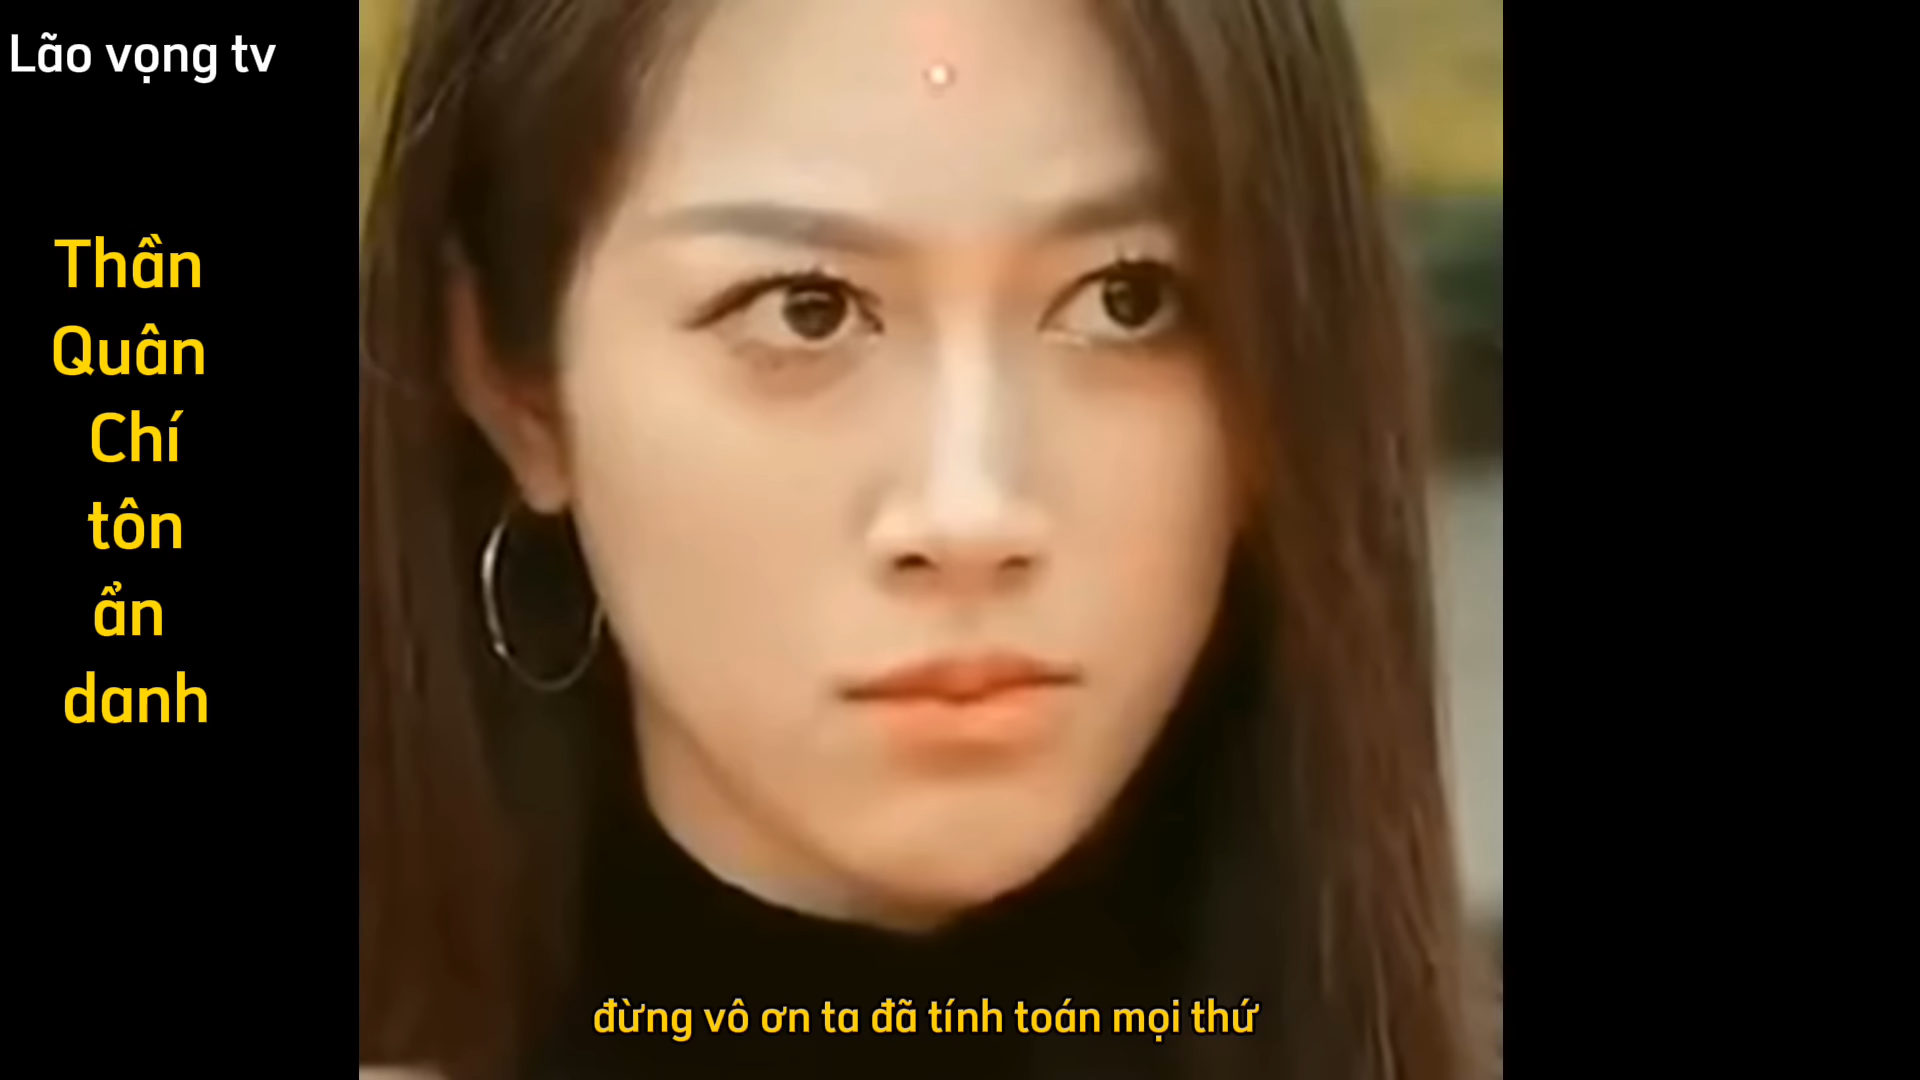 Lão vọng tv
Thần
Quân
Chí
tôn
ẩn
danh
đừng vô ơn ta đã tính toán mọi thứ